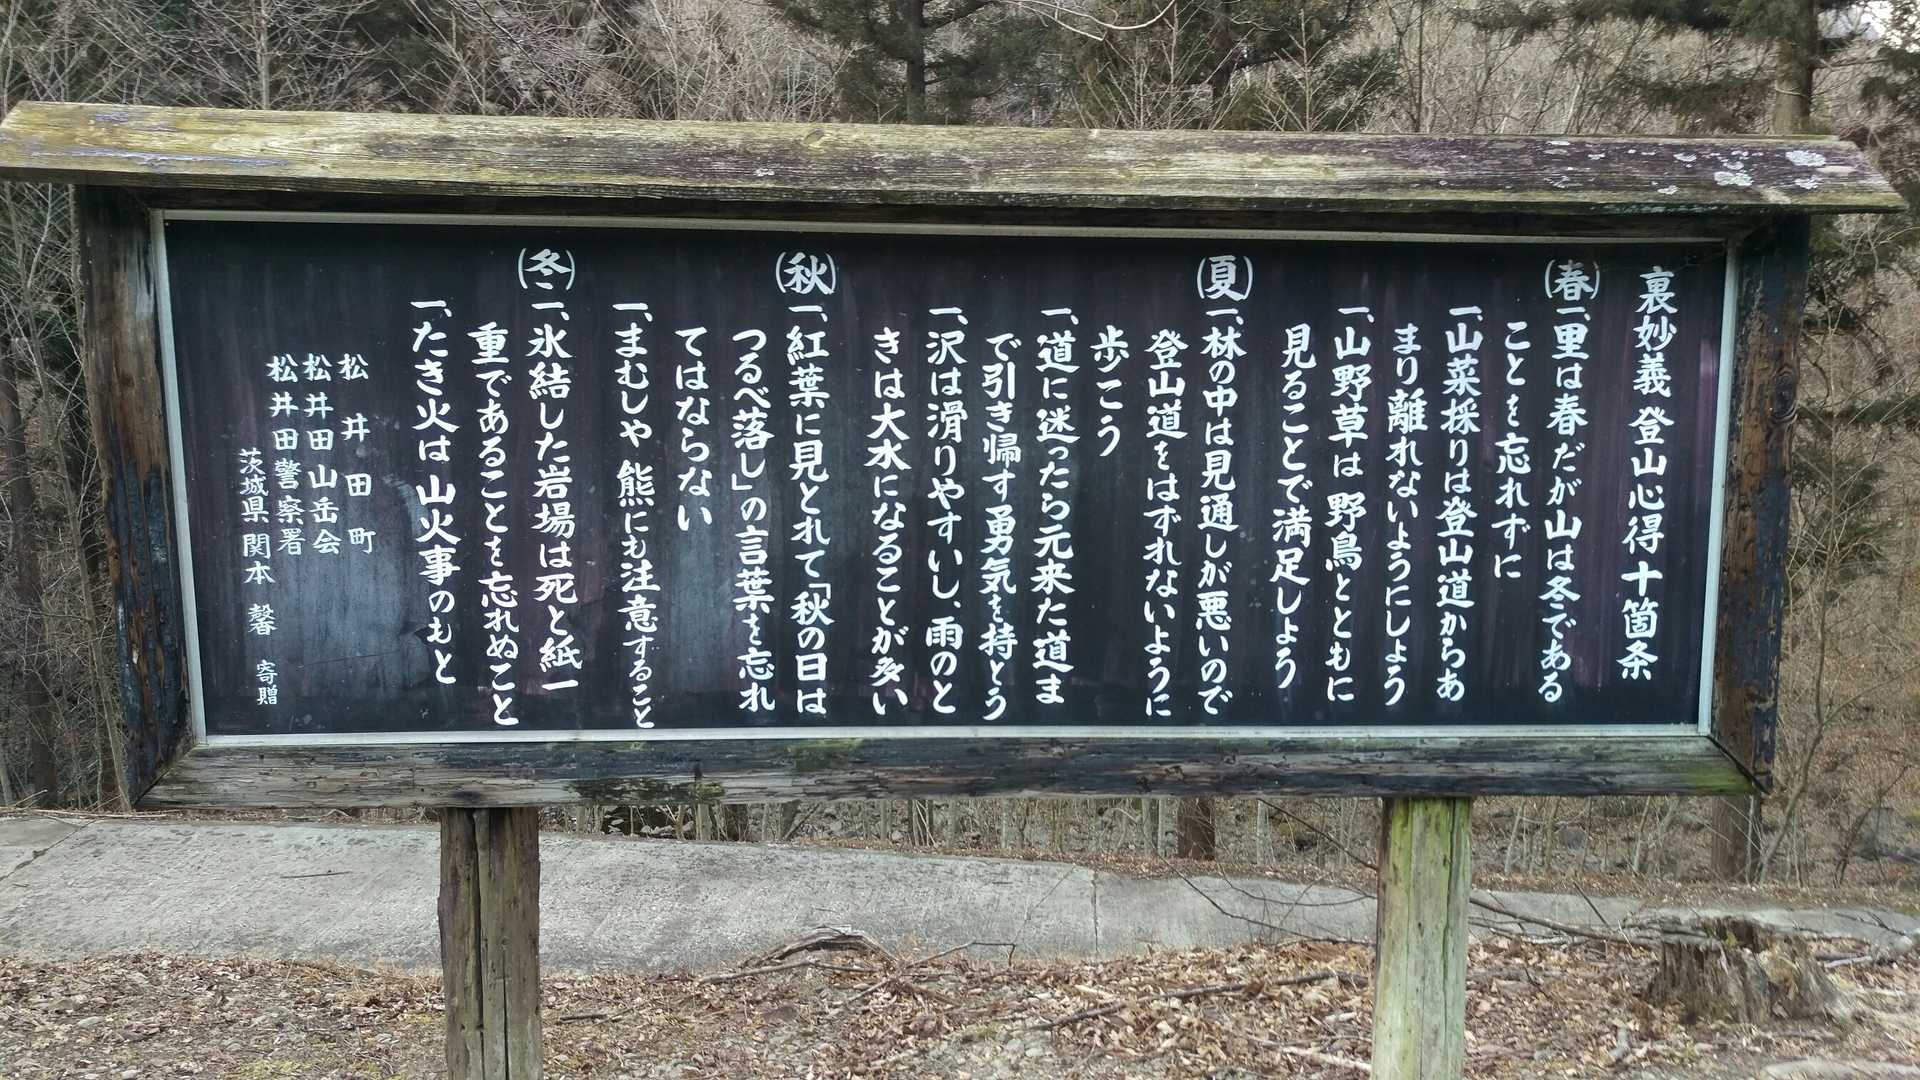 裏妙義登山心得十箇条
(春)一、里は春だが山は冬である
ことを忘れずに
一、山菜採りは登山道からあ
まり離れないようにしよう
一、山野草は野鳥とともに
見ることで満足しよう
(夏)一、林の中は見通しが悪いので
登山道をはずれないように
歩こう
一、道に迷ったら元来た道ま
で引き帰す勇気を持とう
一、沢は滑りやすいし、雨のと
きは大水になることが多い
(秋)一、紅葉に見とれて「秋の日は
つるべ落し」の言葉を忘れ
てはならない
一、まむしや熊にも注意すること
(冬)一、氷結した岩場は死と紙一
重であることを忘れぬこと
一、たき火は山火事のもと
松井田町
松井田山岳会
松井田警察署
茨城県 関本 馨 寄贈